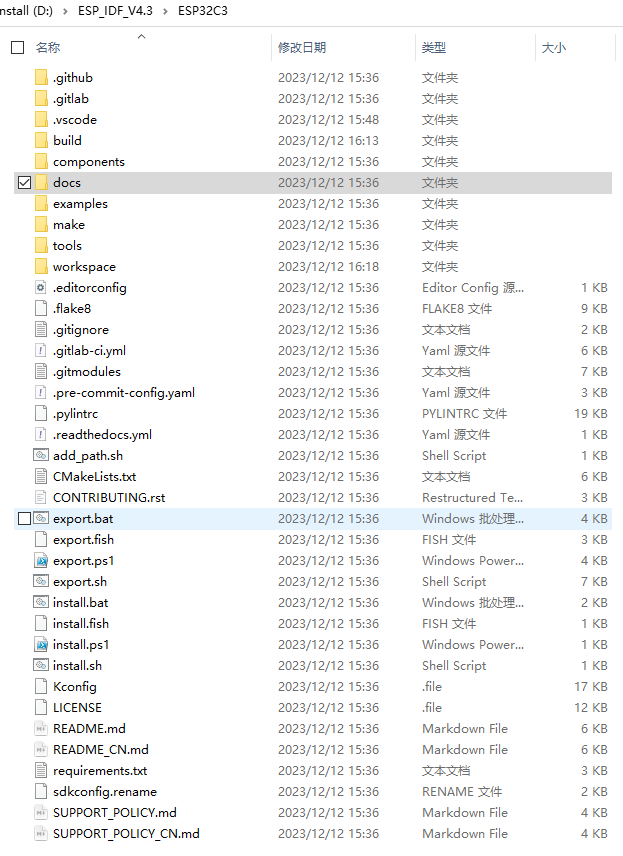 nstall (D:) › ESP_IDF_V4.3 › ESP32C3
名称 修改日期 类型 大小
.github 2023/12/12 15:36 文件夹
.gitlab 2023/12/12 15:36 文件夹
.vscode 2023/12/12 15:48 文件夹
build 2023/12/12 16:13 文件夹
components 2023/12/12 15:36 文件夹
docs 2023/12/12 15:36 文件夹
examples 2023/12/12 15:36 文件夹
make 2023/12/12 15:36 文件夹
tools 2023/12/12 15:36 文件夹
workspace 2023/12/12 16:18 文件夹
.editorconfig 2023/12/12 15:36 Editor Config 源... 1 KB
.flake8 2023/12/12 15:36 FLAKE8 文件 9 KB
.gitignore 2023/12/12 15:36 文本文档 2 KB
.gitlab-ci.yml 2023/12/12 15:36 Yaml 源文件 6 KB
.gitmodules 2023/12/12 15:36 文本文档 7 KB
.pre-commit-config.yaml 2023/12/12 15:36 Yaml 源文件 3 KB
.pylintrc 2023/12/12 15:36 PYLINTRC 文件 19 KB
.readthedocs.yml 2023/12/12 15:36 Yaml 源文件 1 KB
add_path.sh 2023/12/12 15:36 Shell Script 1 KB
CMakeLists.txt 2023/12/12 15:36 文本文档 6 KB
CONTRIBUTING.rst 2023/12/12 15:36 Restructured Te... 3 KB
export.bat 2023/12/12 15:36 Windows 批处理... 4 KB
export.fish 2023/12/12 15:36 FISH 文件 3 KB
export.ps1 2023/12/12 15:36 Windows Power... 4 KB
export.sh 2023/12/12 15:36 Shell Script 7 KB
install.bat 2023/12/12 15:36 Windows 批处理... 2 KB
install.fish 2023/12/12 15:36 FISH 文件 1 KB
install.ps1 2023/12/12 15:36 Windows Power... 1 KB
install.sh 2023/12/12 15:36 Shell Script 1 KB
Kconfig 2023/12/12 15:36 .file 17 KB
LICENSE 2023/12/12 15:36 .file 12 KB
README.md 2023/12/12 15:36 Markdown File 6 KB
README_CN.md 2023/12/12 15:36 Markdown File 6 KB
requirements.txt 2023/12/12 15:36 文本文档 3 KB
sdkconfig.rename 2023/12/12 15:36 RENAME 文件 2 KB
SUPPORT_POLICY.md 2023/12/12 15:36 Markdown File 4 KB
SUPPORT_POLICY_CN.md 2023/12/12 15:36 Markdown File 4 KB